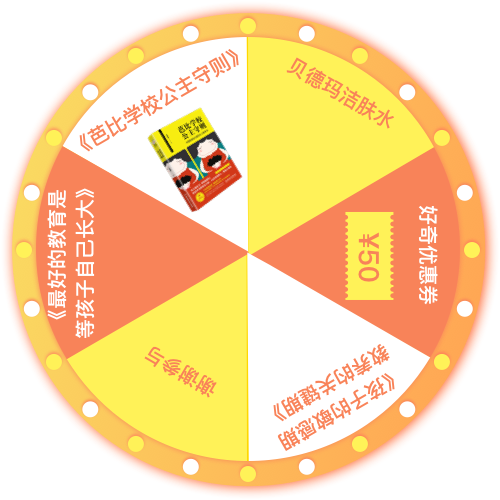 《芭比学校公主守则》
芭比学校
公主守则
贝德玛洁肤水
好奇优惠券
¥50
《孩子的敏感期
教养的关键期》
谢谢参与
《最好的教育是
等孩子自己长大》